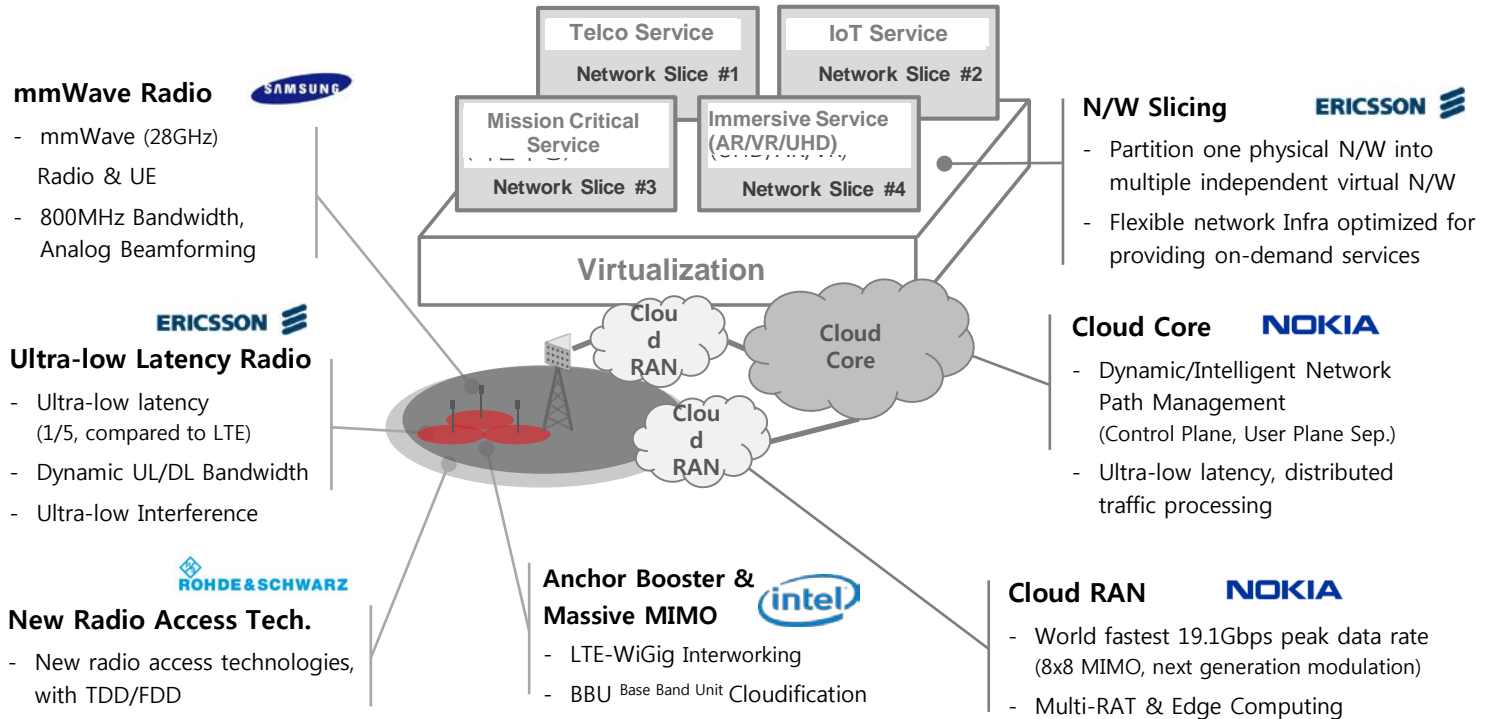 Telco Service
Network Slice #1
IoT Service
Network Slice #2
Mission Critical
Service
Network Slice #3
Immersive Service
(AR/VR/UHD)
Network Slice #4
Virtualization
Clou
d
RAN
Cloud
Core
Clou
d
RAN
mmWave Radio
SAMSUNG
- mmWave (28GHz)
Radio & UE
- 800MHz Bandwidth,
Analog Beamforming
ERICSSON
Ultra-low Latency Radio
- Ultra-low latency
(1/5, compared to LTE)
- Dynamic UL/DL Bandwidth
- Ultra-low Interference
ROHDE&SCHWARZ
New Radio Access Tech.
- New radio access technologies,
with TDD/FDD
Anchor Booster &
Massive MIMO
intel
- LTE-WiGig Interworking
- BBU Base Band Unit Cloudification
N/W Slicing
ERICSSON
- Partition one physical N/W into
multiple independent virtual N/W
- Flexible network Infra optimized for
providing on-demand services
Cloud Core
NOKIA
- Dynamic/Intelligent Network
Path Management
(Control Plane, User Plane Sep.)
- Ultra-low latency, distributed
traffic processing
Cloud RAN
NOKIA
- World fastest 19.1Gbps peak data rate
(8x8 MIMO, next generation modulation)
- Multi-RAT & Edge Computing